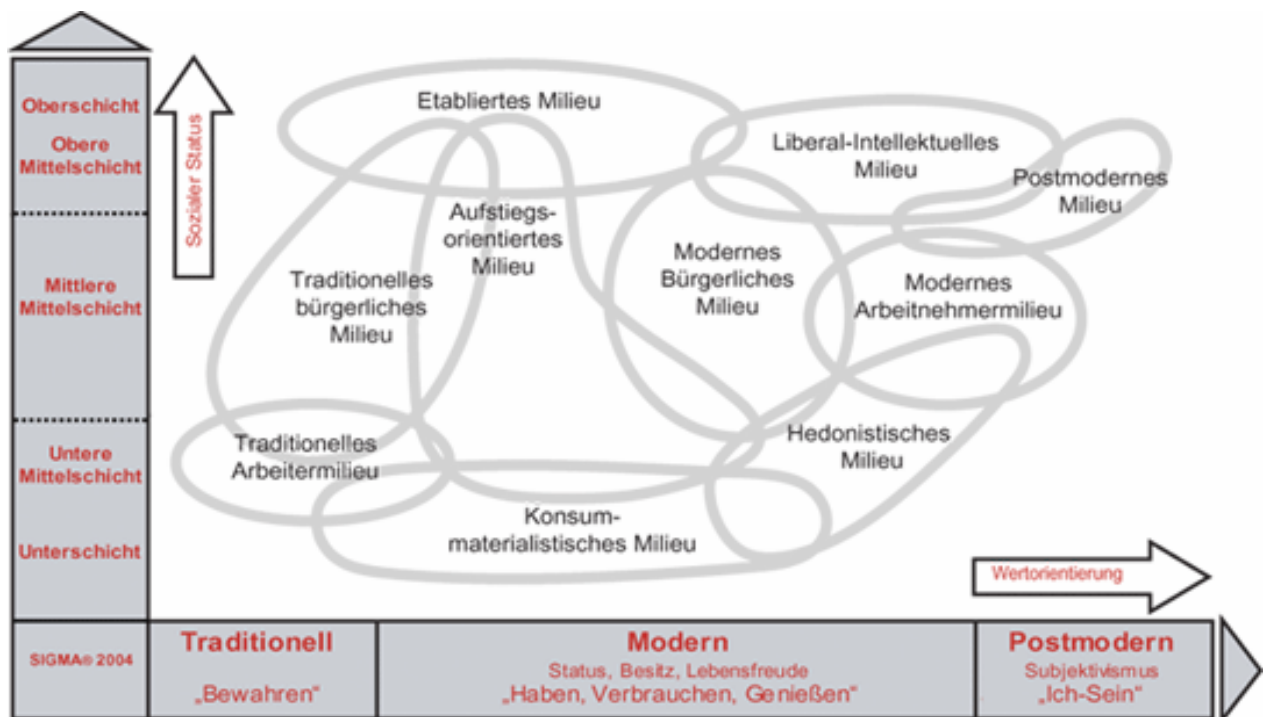 Oberschicht
Obere
Mittelschicht
Mittlere
Mittelschicht
Untere
Mittelschicht
Unterschicht
Sozialer Status
Etabliertes Milieu
Liberal-Intellektuelles
Milieu
Postmodernes
Milieu
Aufstiegs-
orientiertes
Milieu
Traditionelles
bürgerliches
Milieu
Modernes
Bürgerliches
Milieu
Modernes
Arbeitnehmermilieu
Traditionelles
Arbeitermilieu
Hedonistisches
Milieu
Konsum-
materialistisches Milieu
Wertorientierung
SIGMA® 2004
Traditionell
„Bewahren“
Modern
Status, Besitz, Lebensfreude
„Haben, Verbrauchen, Genießen“
Postmodern
Subjektivismus
„Ich-Sein“